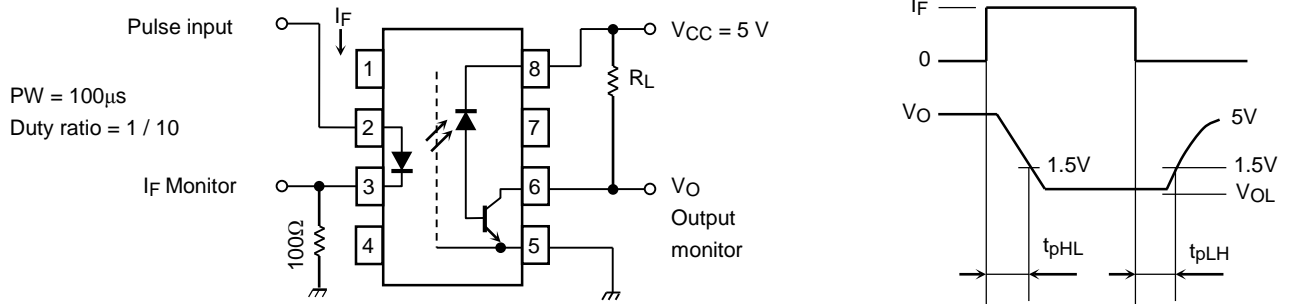 Pulse input
IF
VCC = 5 V
1
8
RL
PW = 100μs
Duty ratio = 1 / 10
2
7
IF Monitor
3
6
VO
Output
monitor
100Ω
4
5
IF
0
VO
5V
1.5V
1.5V
VOL
tpHL
tpLH